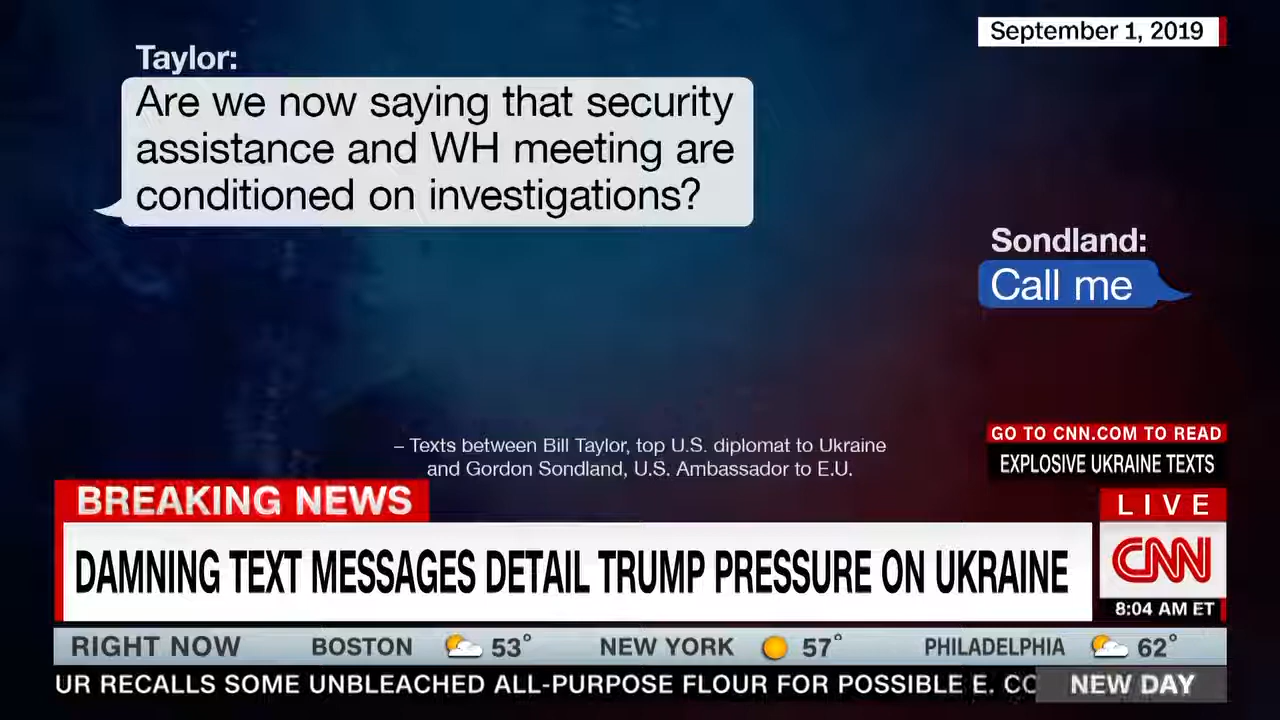 September 1, 2019
Taylor:
Are we now saying that security
assistance and WH meeting are
conditioned on investigations?
Sondland:
Call me
– Texts between Bill Taylor, top U.S. diplomat to Ukraine
and Gordon Sondland, U.S. Ambassador to E.U.
GO TO CNN.COM TO READ
EXPLOSIVE UKRAINE TEXTS
BREAKING NEWS
LIVE
DAMNING TEXT MESSAGES DETAIL TRUMP PRESSURE ON UKRAINE
CNN
8:04 AM ET
RIGHT NOW BOSTON 53° NEW YORK 57° PHILADELPHIA 62°
UR RECALLS SOME UNBLEACHED ALL-PURPOSE FLOUR FOR POSSIBLE E. CO
NEW DAY